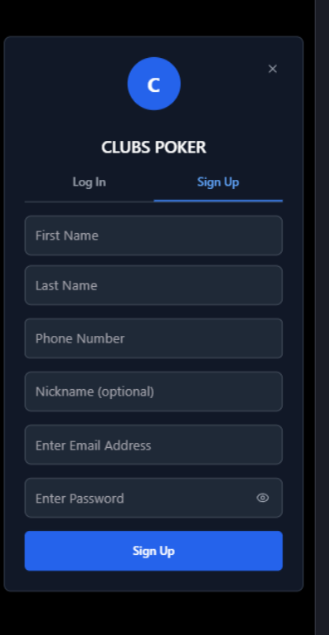 C
×
CLUBS POKER
Log In
Sign Up
First Name
Last Name
Phone Number
Nickname (optional)
Enter Email Address
Enter Password
Sign Up